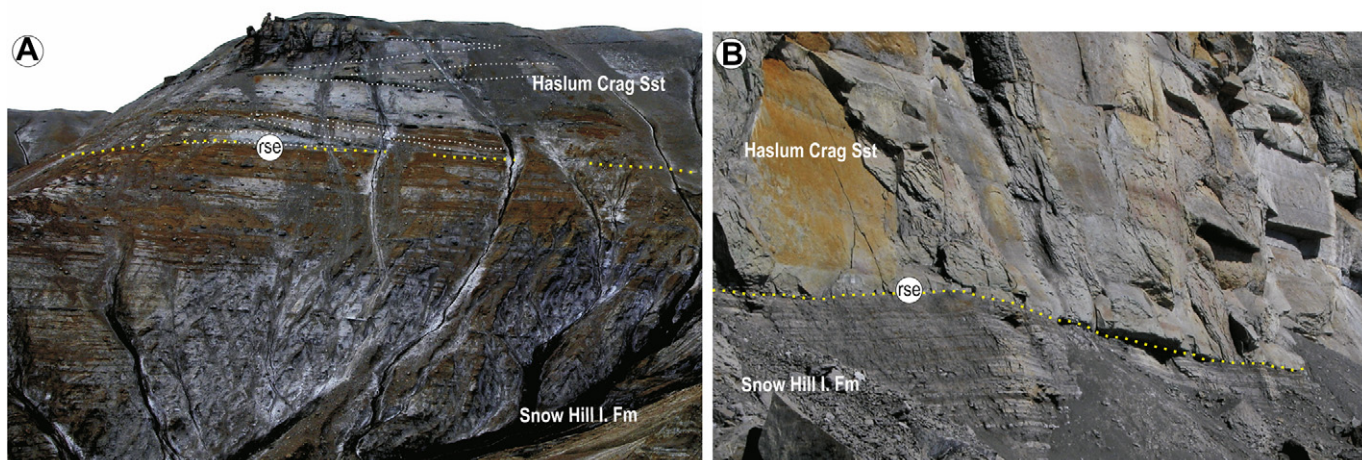 A
Haslum Crag Sst
rse
Snow Hill I. Fm
B
Haslum Crag Sst
rse
Snow Hill I. Fm